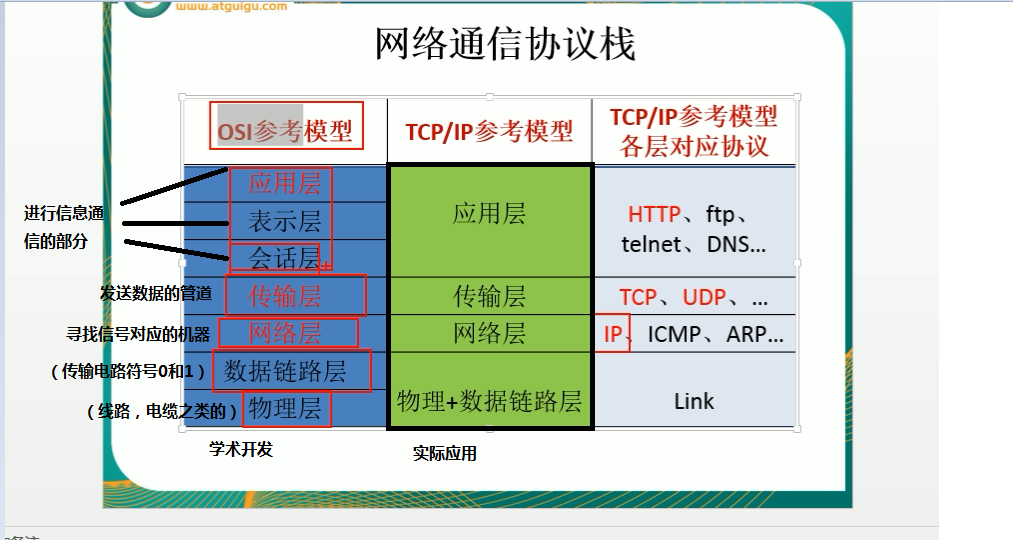 www.atguigu.com
网络通信协议栈
OSI参考模型
TCP/IP参考模型
TCP/IP参考模型
各层对应协议
进行信息通
信的部分
应用层
表示层
会话层
应用层
HTTP、ftp、
telnet、DNS...
发送数据的管道
传输层
传输层
TCP、UDP、...
寻找信号对应的机器
网络层
网络层
IP、ICMP、ARP...
（传输电路符号0和1）
数据链路层
（线路，电缆之类的）
物理层
物理+数据链路层
Link
学术开发
实际应用